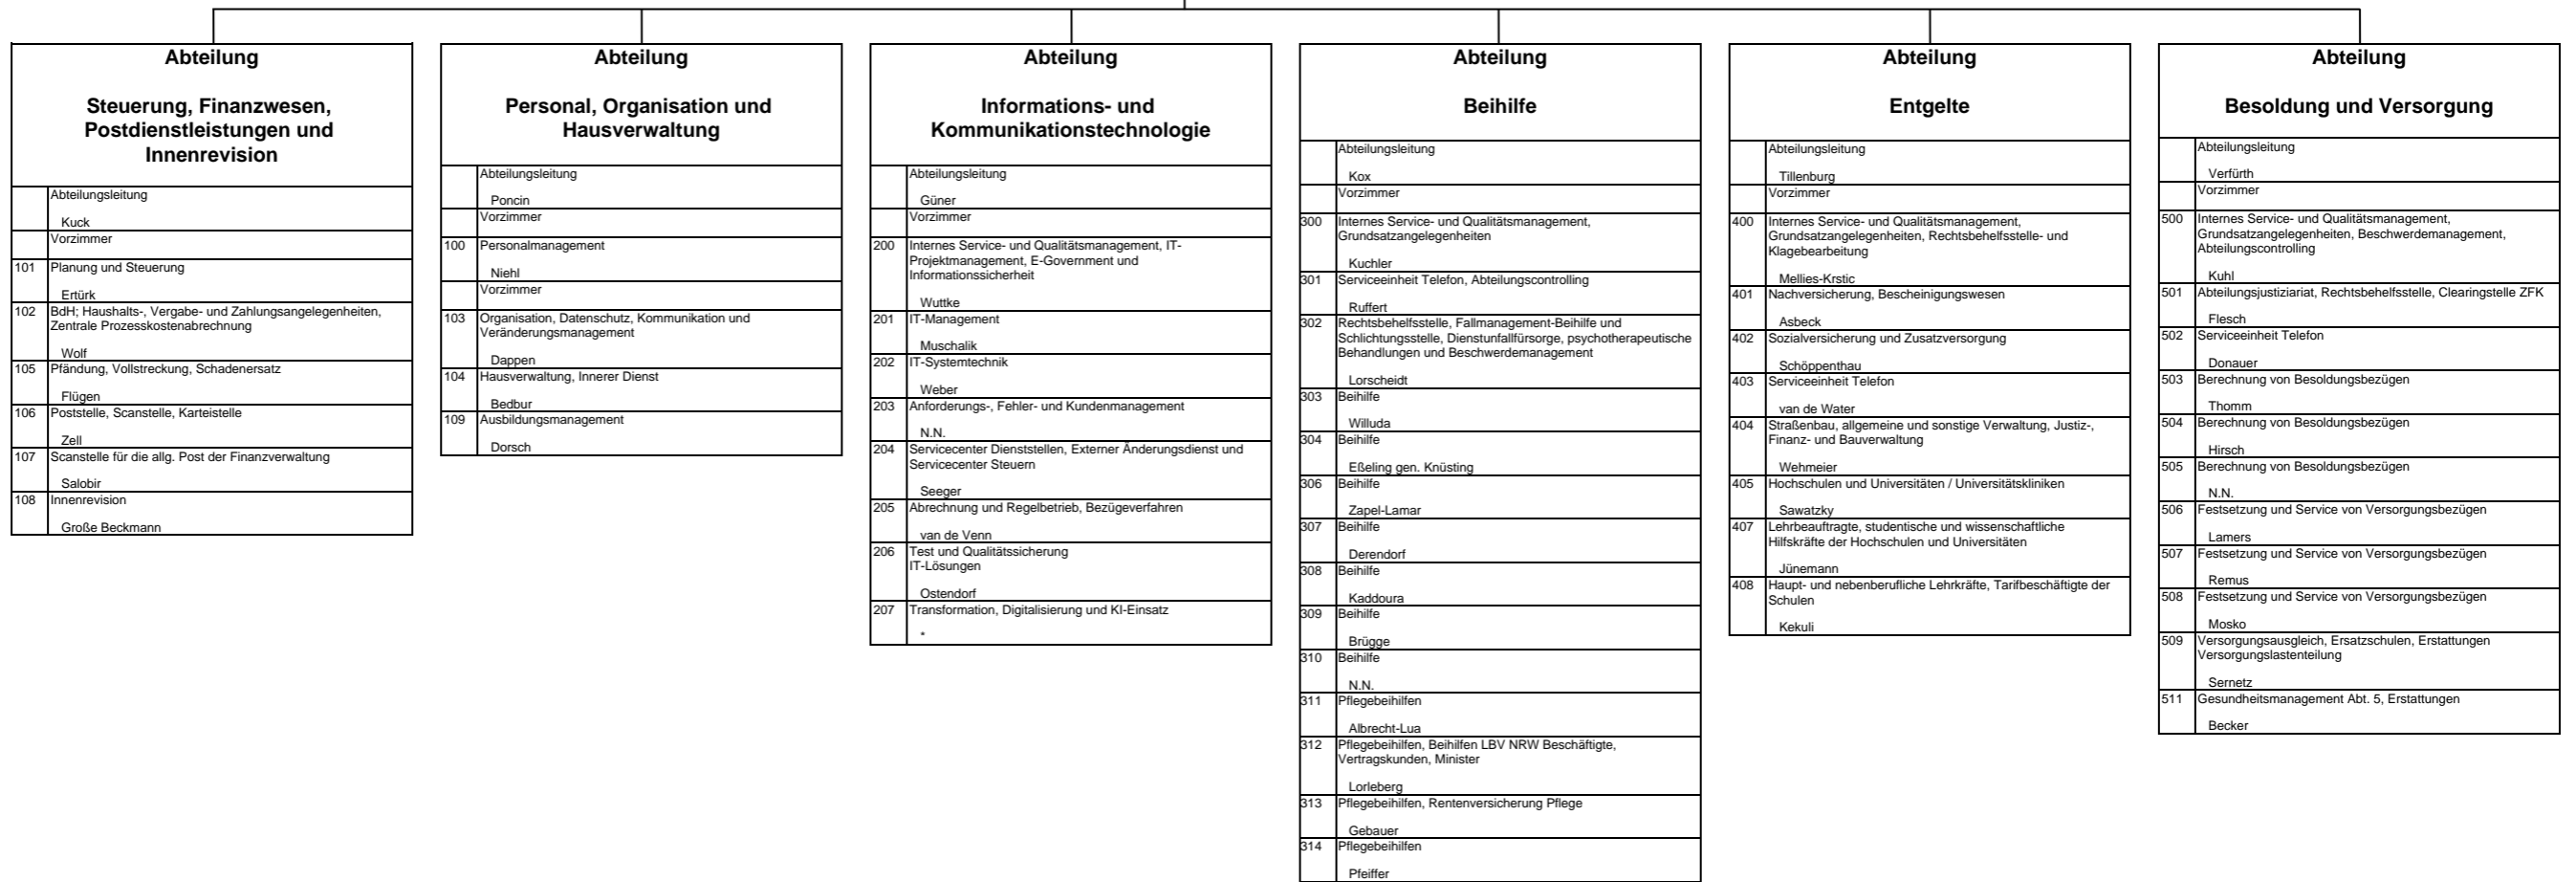 Abteilung
Steuerung, Finanzwesen,
Postdienstleistungen und
Innenrevision
Abteilungsleitung
Kuck
Vorzimmer
101 Planung und Steuerung
Ertürk
102 BdH; Haushalts-, Vergabe- und Zahlungsangelegenheiten,
Zentrale Prozesskostenabrechnung
Wolf
105 Pfändung, Vollstreckung, Schadenersatz
Flügen
106 Poststelle, Scanstelle, Karteistelle
Zell
107 Scanstelle für die allg. Post der Finanzverwaltung
Salobir
108 Innenrevision
Große Beckmann
Abteilung
Personal, Organisation und
Hausverwaltung
Abteilungsleitung
Poncin
Vorzimmer
100 Personalmanagement
Niehl
Vorzimmer
103 Organisation, Datenschutz, Kommunikation und
Veränderungsmanagement
Dappen
104 Hausverwaltung, Innerer Dienst
Bedbur
109 Ausbildungsmanagement
Dorsch
Abteilung
Informations- und
Kommunikationstechnologie
Abteilungsleitung
Güner
Vorzimmer
200 Internes Service- und Qualitätsmanagement, IT-
Projektmanagement, E-Government und
Informationssicherheit
Wuttke
201 IT-Management
Muschalik
202 IT-Systemtechnik
Weber
203 Anforderungs-, Fehler- und Kundenmanagement
N.N.
204 Servicecenter Dienststellen, Externer Änderungsdienst und
Servicecenter Steuern
Seeger
205 Abrechnung und Regelbetrieb, Bezügeverfahren
van de Venn
206 Test und Qualitätssicherung
IT-Lösungen
Ostendorf
207 Transformation, Digitalisierung und KI-Einsatz
*
Abteilung
Beihilfe
Abteilungsleitung
Kox
Vorzimmer
300 Internes Service- und Qualitätsmanagement,
Grundsatzangelegenheiten
Kuchler
301 Serviceeinheit Telefon, Abteilungscontrolling
Ruffert
302 Rechtsbehelfsstelle, Fallmanagement-Beihilfe und
Schlichtungsstelle, Dienstunfallfürsorge, psychotherapeutische
Behandlungen und Beschwerdemanagement
Lorscheidt
303 Beihilfe
Willuda
304 Beihilfe
Eßeling gen. Knüsting
306 Beihilfe
Zapel-Lamar
307 Beihilfe
Derendorf
308 Beihilfe
Kaddoura
309 Beihilfe
Brügge
310 Beihilfe
N.N.
311 Pflegebeihilfen
Albrecht-Lua
312 Pflegebeihilfen, Beihilfen LBV NRW Beschäftigte,
Vertragskunden, Minister
Lorleberg
313 Pflegebeihilfen, Rentenversicherung Pflege
Gebauer
314 Pflegebeihilfen
Pfeiffer
Abteilung
Entgelte
Abteilungsleitung
Tillenburg
Vorzimmer
400 Internes Service- und Qualitätsmanagement,
Grundsatzangelegenheiten, Rechtsbehelfsstelle- und
Klagebearbeitung
Mellies-Krstic
401 Nachversicherung, Bescheinigungswesen
Asbeck
402 Sozialversicherung und Zusatzversorgung
Schöppenthau
403 Serviceeinheit Telefon
van de Water
404 Straßenbau, allgemeine und sonstige Verwaltung, Justiz-,
Finanz- und Bauverwaltung
Wehmeier
405 Hochschulen und Universitäten / Universitätskliniken
Sawatzky
407 Lehrbeauftragte, studentische und wissenschaftliche
Hilfskräfte der Hochschulen und Universitäten
Jünemann
408 Haupt- und nebenberufliche Lehrkräfte, Tarifbeschäftigte der
Schulen
Kekuli
Abteilung
Besoldung und Versorgung
Abteilungsleitung
Verfürth
Vorzimmer
500 Internes Service- und Qualitätsmanagement,
Grundsatzangelegenheiten, Beschwerdemanagemernt,
Abteilungscontrolling
Kuhl
501 Abteilungsjustiziariat, Rechtsbehelfsstelle, Clearingstelle ZFK
Flesch
502 Serviceeinheit Telefon
Donauer
503 Berechnung von Besoldungsbezügen
Thomm
504 Berechnung von Besoldungsbezügen
Hirsch
505 Berechnung von Besoldungsbezügen
N.N.
506 Festsetzung und Service von Versorgungsbezügen
Lamers
507 Festsetzung und Service von Versorgungsbezügen
Remus
508 Festsetzung und Service von Versorgungsbezügen
Mosko
509 Versorgungsausgleich, Ersatzschulen, Erstattungen
Versorgungslastenteilung
Sernetz
511 Gesundheitsmanagement Abt. 5, Erstattungen
Becker